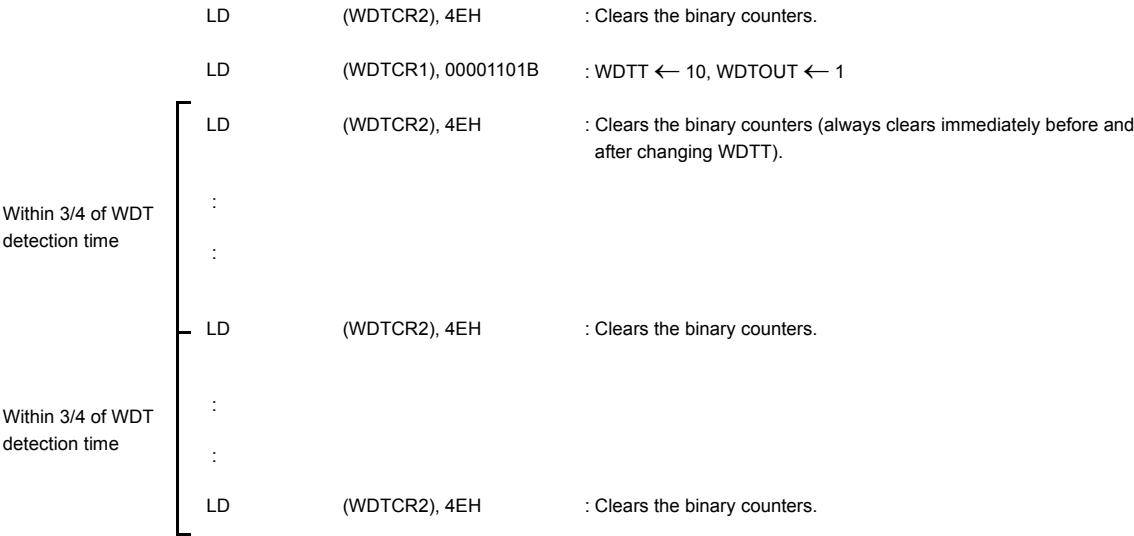 LD (WDTCR2), 4EH : Clears the binary counters.
LD (WDTCR1), 00001101B : WDTT ← 10, WDTOUT ← 1
LD (WDTCR2), 4EH : Clears the binary counters (always clears immediately before and
after changing WDTT).
Within 3/4 of WDT
detection time
:
:
LD (WDTCR2), 4EH : Clears the binary counters.
Within 3/4 of WDT
detection time
:
:
LD (WDTCR2), 4EH : Clears the binary counters.